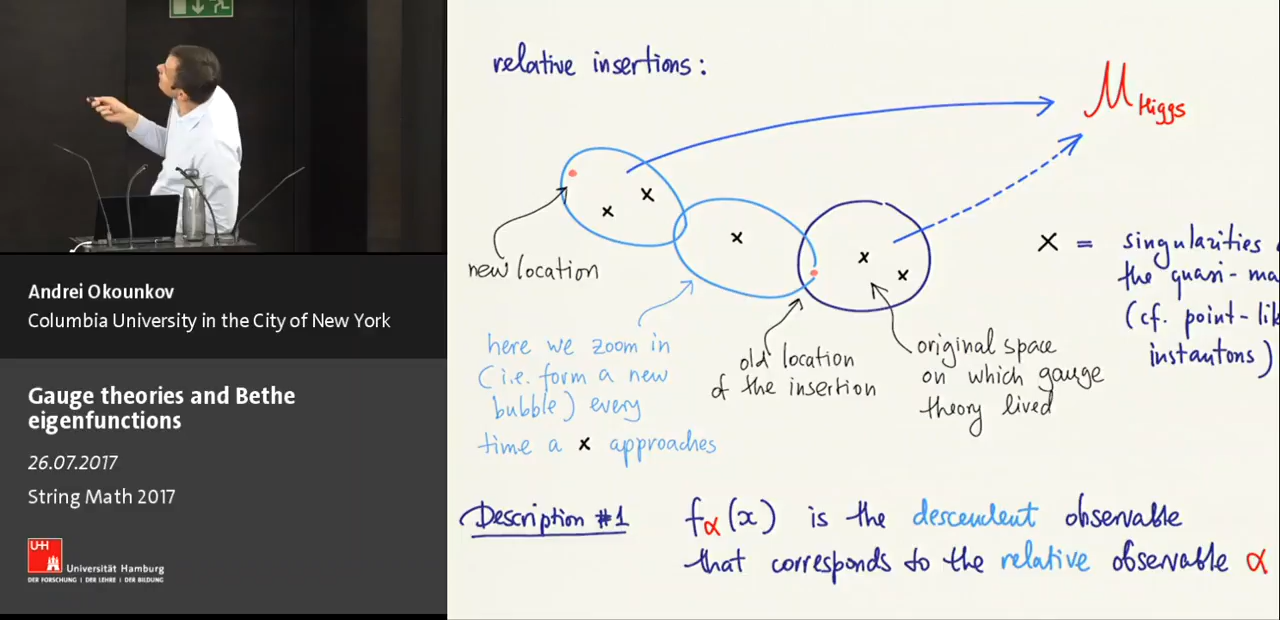 relative insertions:
M Higgs
new location
x = singularities
the quasi-ma
(cf. point-lik
instantons)
here we zoom in
(i.e. form a new
bubble) every
time a x approaches
old location
of the insertion
original space
on which gauge
theory lived
Description #1 fα(x) is the descendent observable
that corresponds to the relative observable α
Andrei Okounkov
Columbia University in the City of New York
Gauge theories and Bethe
eigenfunctions
26.07.2017
String Math 2017
UHH
Universität Hamburg
DER FORSCHUNG | DER LEHRE | DER BILDUNG